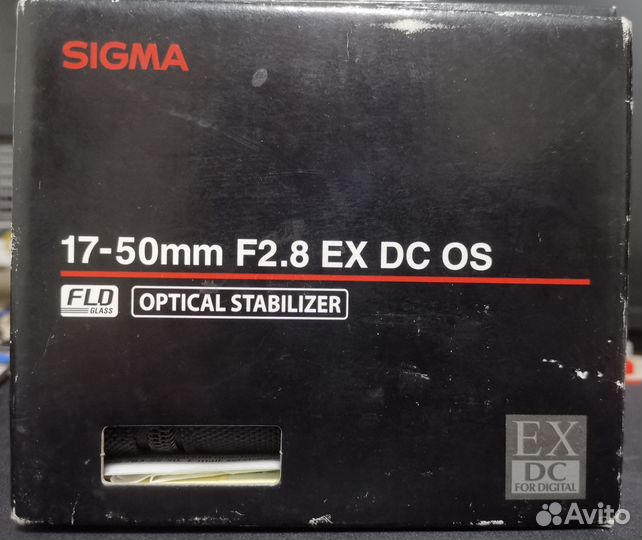 SIGMA
17-50mm F2.8 EX DC OS
FLD
GLASS
OPTICAL STABILIZER
EX
DC
FOR DIGITAL
Avito